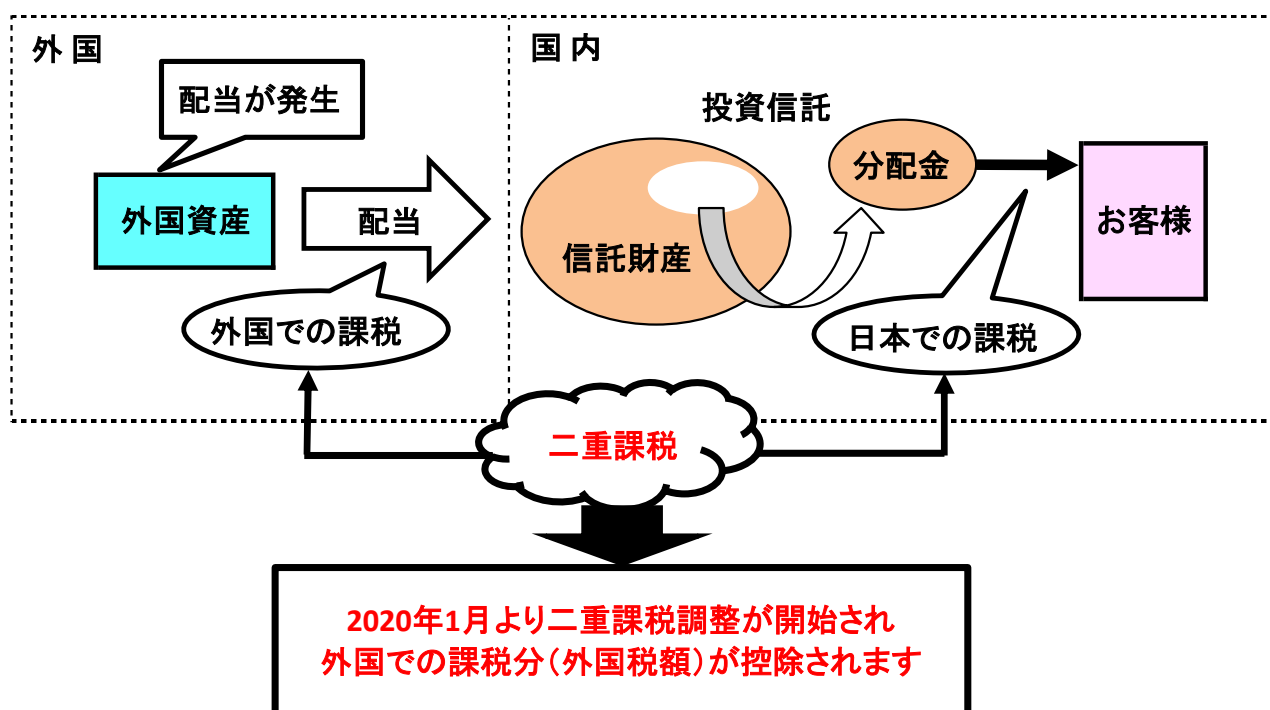 外 国
国 内
配当が発生
投資信託
分配金
外国資産
配当
お客様
信託財産
外国での課税
日本での課税
二重課税
2020年1月より二重課税調整が開始され
外国での課税分（外国税額）が控除されます